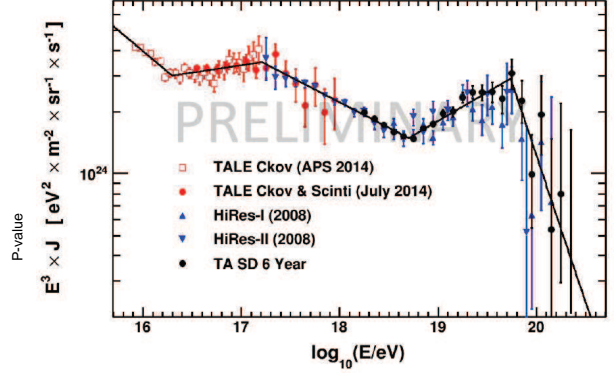 PRELIMINARY
10²⁴
TALE Ckov (APS 2014)
TALE Ckov & Scinti (July 2014)
HiRes-I (2008)
HiRes-II (2008)
TA SD 6 Year
P-value
E³ × J [ eV² × m⁻² × sr⁻¹ × s⁻¹ ]
16 17 18 19 20
log₁₀(E/eV)